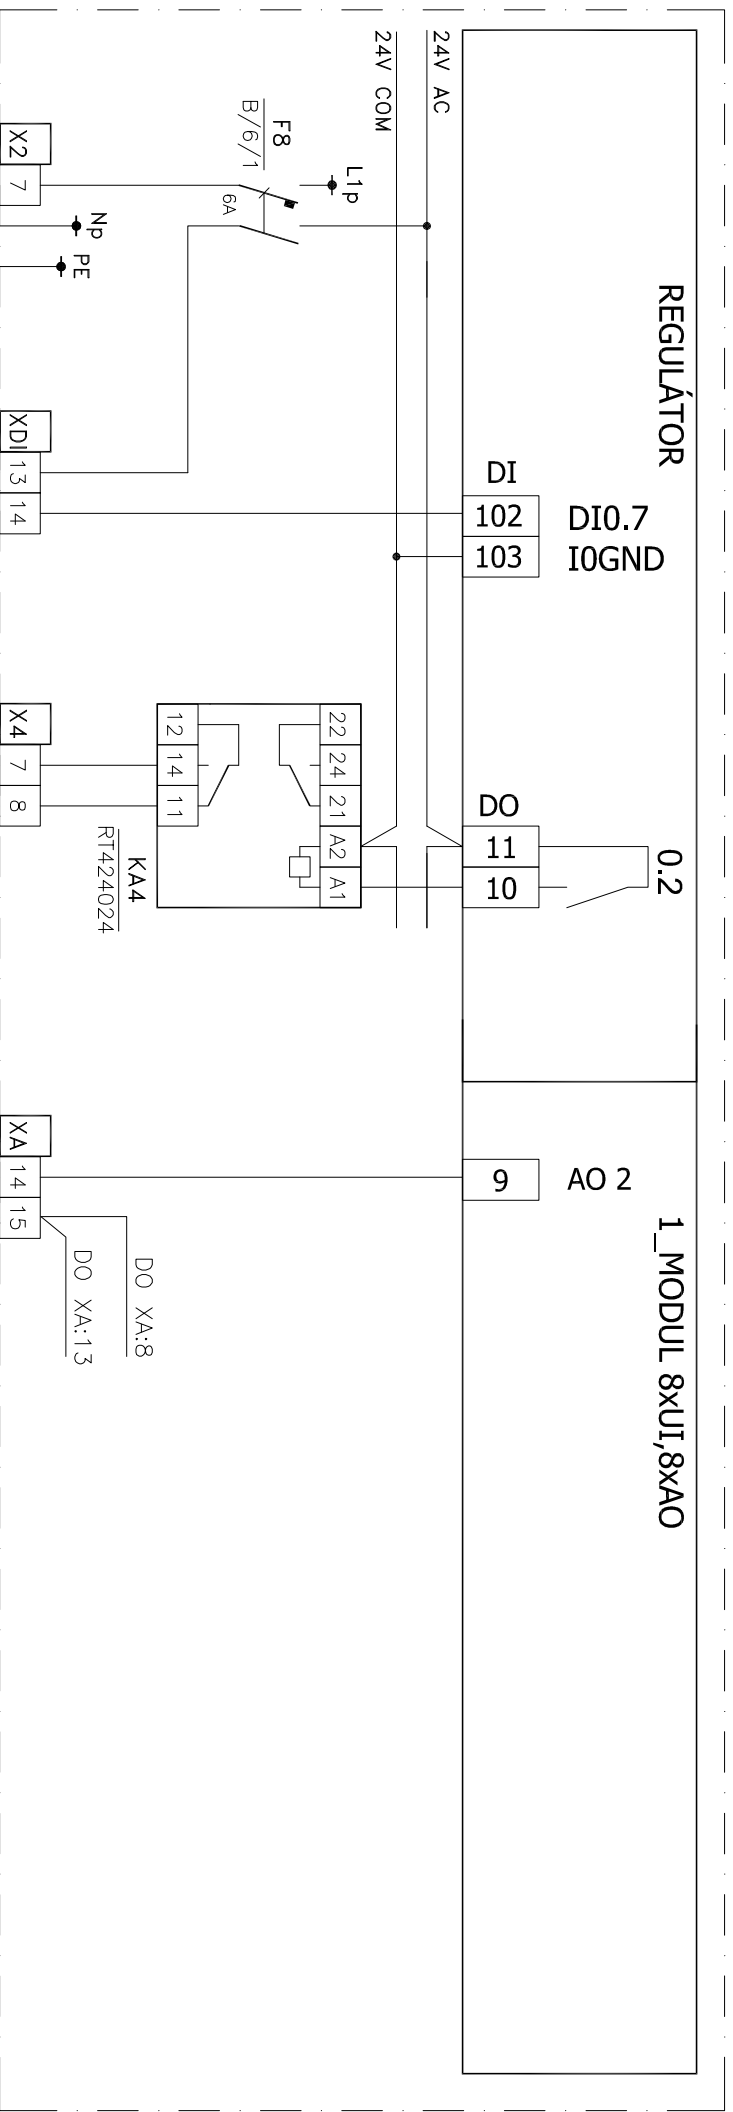 REGULÁTOR
1_MODUL 8xUI,8xAO
DI
102 DI0.7
103 I0GND
DO
0.2
11
10
9 AO 2
24V AC
24V COM
L1p
F8
B/6/1
6A
Np
PE
22 24 21 A2 A1
12 14 11
KA4
RT424024
DO XA:8
DO XA:13
X2 7
XDI 13 14
X4 7 8
XA 14 15